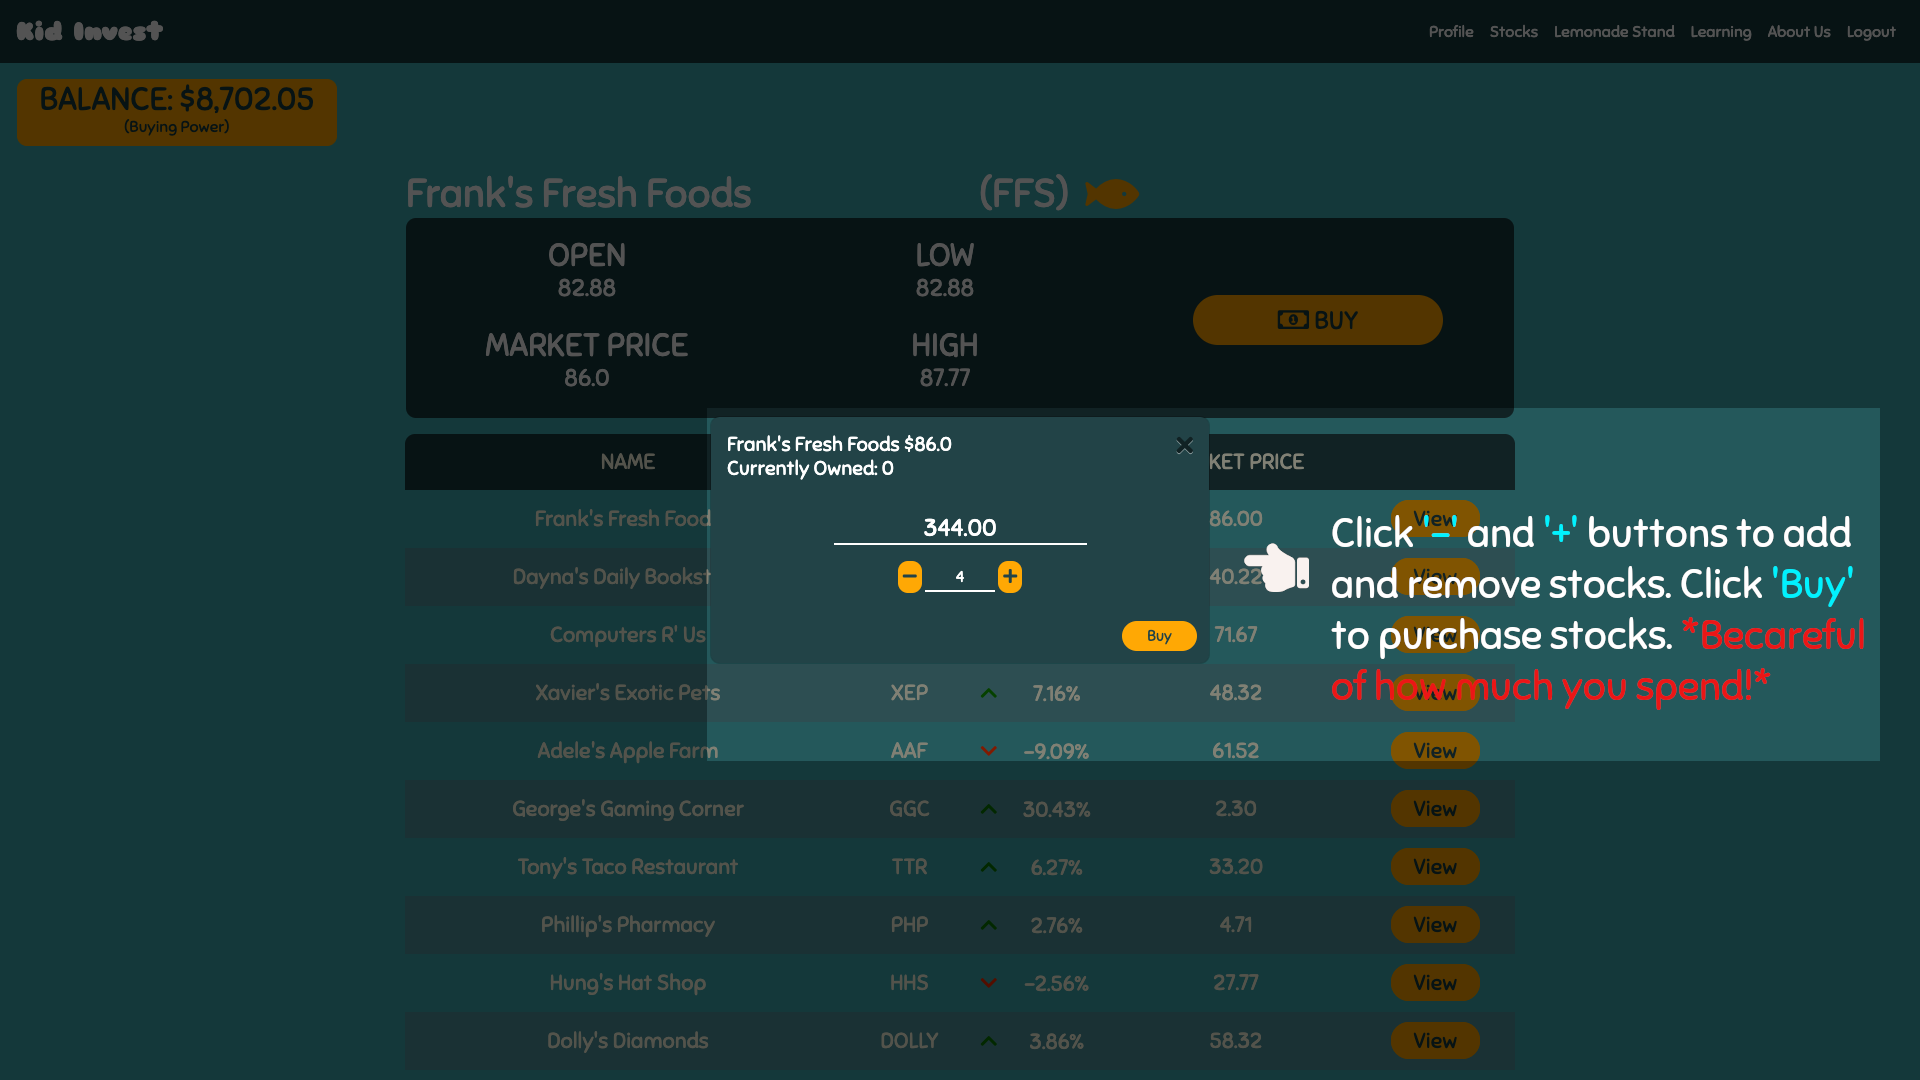 Kid Invest
Profile Stocks Lemonade Stand Learning About Us Logout
BALANCE: $8,702.05
(Buying Power)
Frank's Fresh Foods (FFS)
OPEN LOW
82.88 82.88
BUY
MARKET PRICE HIGH
86.0 87.77
NAME KET PRICE
Frank's Fresh Foods $86.0
Currently Owned: 0
344.00
- 4 +
Buy
Click '-' and '+' buttons to add
and remove stocks. Click 'Buy'
to purchase stocks. *Becareful
of how much you spend!*
Frank's Fresh Food 86.00 View
Dayna's Daily Bookst 40.22 View
Computers R' Us 71.67 View
Xavier's Exotic Pets XEP 7.16% 48.32 View
Adele's Apple Farm AAF -9.09% 61.52 View
George's Gaming Corner GGC 30.43% 2.30 View
Tony's Taco Restaurant TTR 6.27% 33.20 View
Phillip's Pharmacy PHP 2.76% 4.71 View
Hung's Hat Shop HHS -2.56% 27.77 View
Dolly's Diamonds DOLLY 3.86% 58.32 View